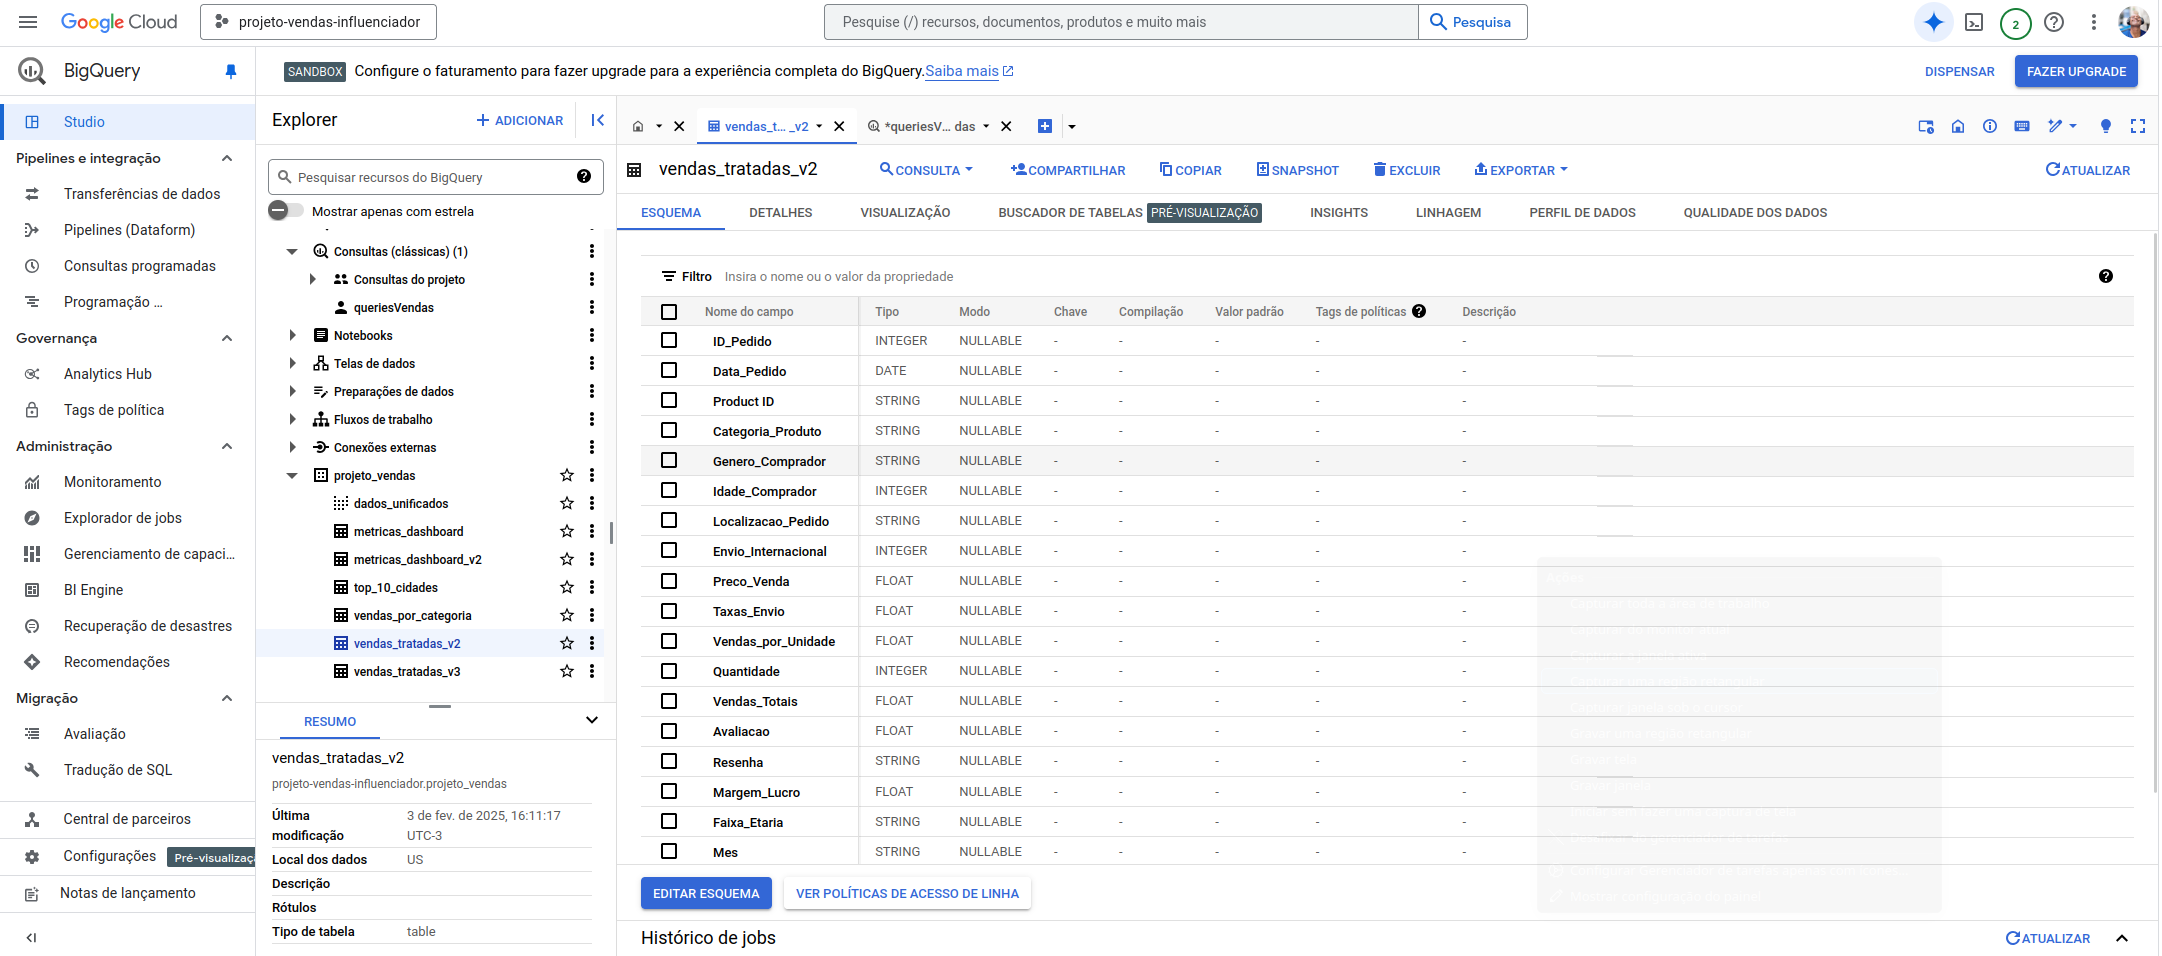 Google Cloud
projeto-vendas-influenciador
Pesquise (/) recursos, documentos, produtos e muito mais
Pesquisa
2
BigQuery
SANDBOX Configure o faturamento para fazer upgrade para a experiência completa do BigQuery. Saiba mais
DISPENSAR
FAZER UPGRADE
Studio
Pipelines e integração
Transferências de dados
Pipelines (Dataform)
Consultas programadas
Programação ...
Governança
Analytics Hub
Tags de política
Administração
Monitoramento
Explorador de jobs
Gerenciamento de capaci...
BI Engine
Recuperação de desastres
Recomendações
Migração
Avaliação
Tradução de SQL
Central de parceiros
Configurações Pré-visualizaç
Notas de lançamento
Explorer
+ ADICIONAR
Pesquisar recursos do BigQuery
Mostrar apenas com estrela
Consultas (clássicas) (1)
Consultas do projeto
queriesVendas
Notebooks
Telas de dados
Preparações de dados
Fluxos de trabalho
Conexões externas
projeto_vendas
dados_unificados
metricas_dashboard
metricas_dashboard_v2
top_10_cidades
vendas_por_categoria
vendas_tratadas_v2
vendas_tratadas_v3
RESUMO
vendas_tratadas_v2
projeto-vendas-influenciador.projeto_vendas
Última modificação 3 de fev. de 2025, 16:11:17 UTC-3
Local dos dados US
Descrição
Rótulos
Tipo de tabela table
vendas_t... _v2
*queriesV... das
vendas_tratadas_v2
CONSULTA
COMPARTILHAR
COPIAR
SNAPSHOT
EXCLUIR
EXPORTAR
ATUALIZAR
ESQUEMA
DETALHES
VISUALIZAÇÃO
BUSCADOR DE TABELAS PRÉ-VISUALIZAÇÃO
INSIGHTS
LINHAGEM
PERFIL DE DADOS
QUALIDADE DOS DADOS
Filtro Insira o nome ou o valor da propriedade
Nome do campo Tipo Modo Chave Compilação Valor padrão Tags de políticas Descrição
ID_Pedido INTEGER NULLABLE - - - - -
Data_Pedido DATE NULLABLE - - - - -
Product ID STRING NULLABLE - - - - -
Categoria_Produto STRING NULLABLE - - - - -
Genero_Comprador STRING NULLABLE - - - - -
Idade_Comprador INTEGER NULLABLE - - - - -
Localizacao_Pedido STRING NULLABLE - - - - -
Envio_Internacional INTEGER NULLABLE - - - - -
Preco_Venda FLOAT NULLABLE - - - - -
Taxas_Envio FLOAT NULLABLE - - - - -
Vendas_por_Unidade FLOAT NULLABLE - - - - -
Quantidade INTEGER NULLABLE - - - - -
Vendas_Totais FLOAT NULLABLE - - - - -
Avaliacao FLOAT NULLABLE - - - - -
Resenha STRING NULLABLE - - - - -
Margem_Lucro FLOAT NULLABLE - - - - -
Faixa_Etaria STRING NULLABLE - - - - -
Mes STRING NULLABLE - - - - -
EDITAR ESQUEMA
VER POLÍTICAS DE ACESSO DE LINHA
Histórico de jobs
ATUALIZAR